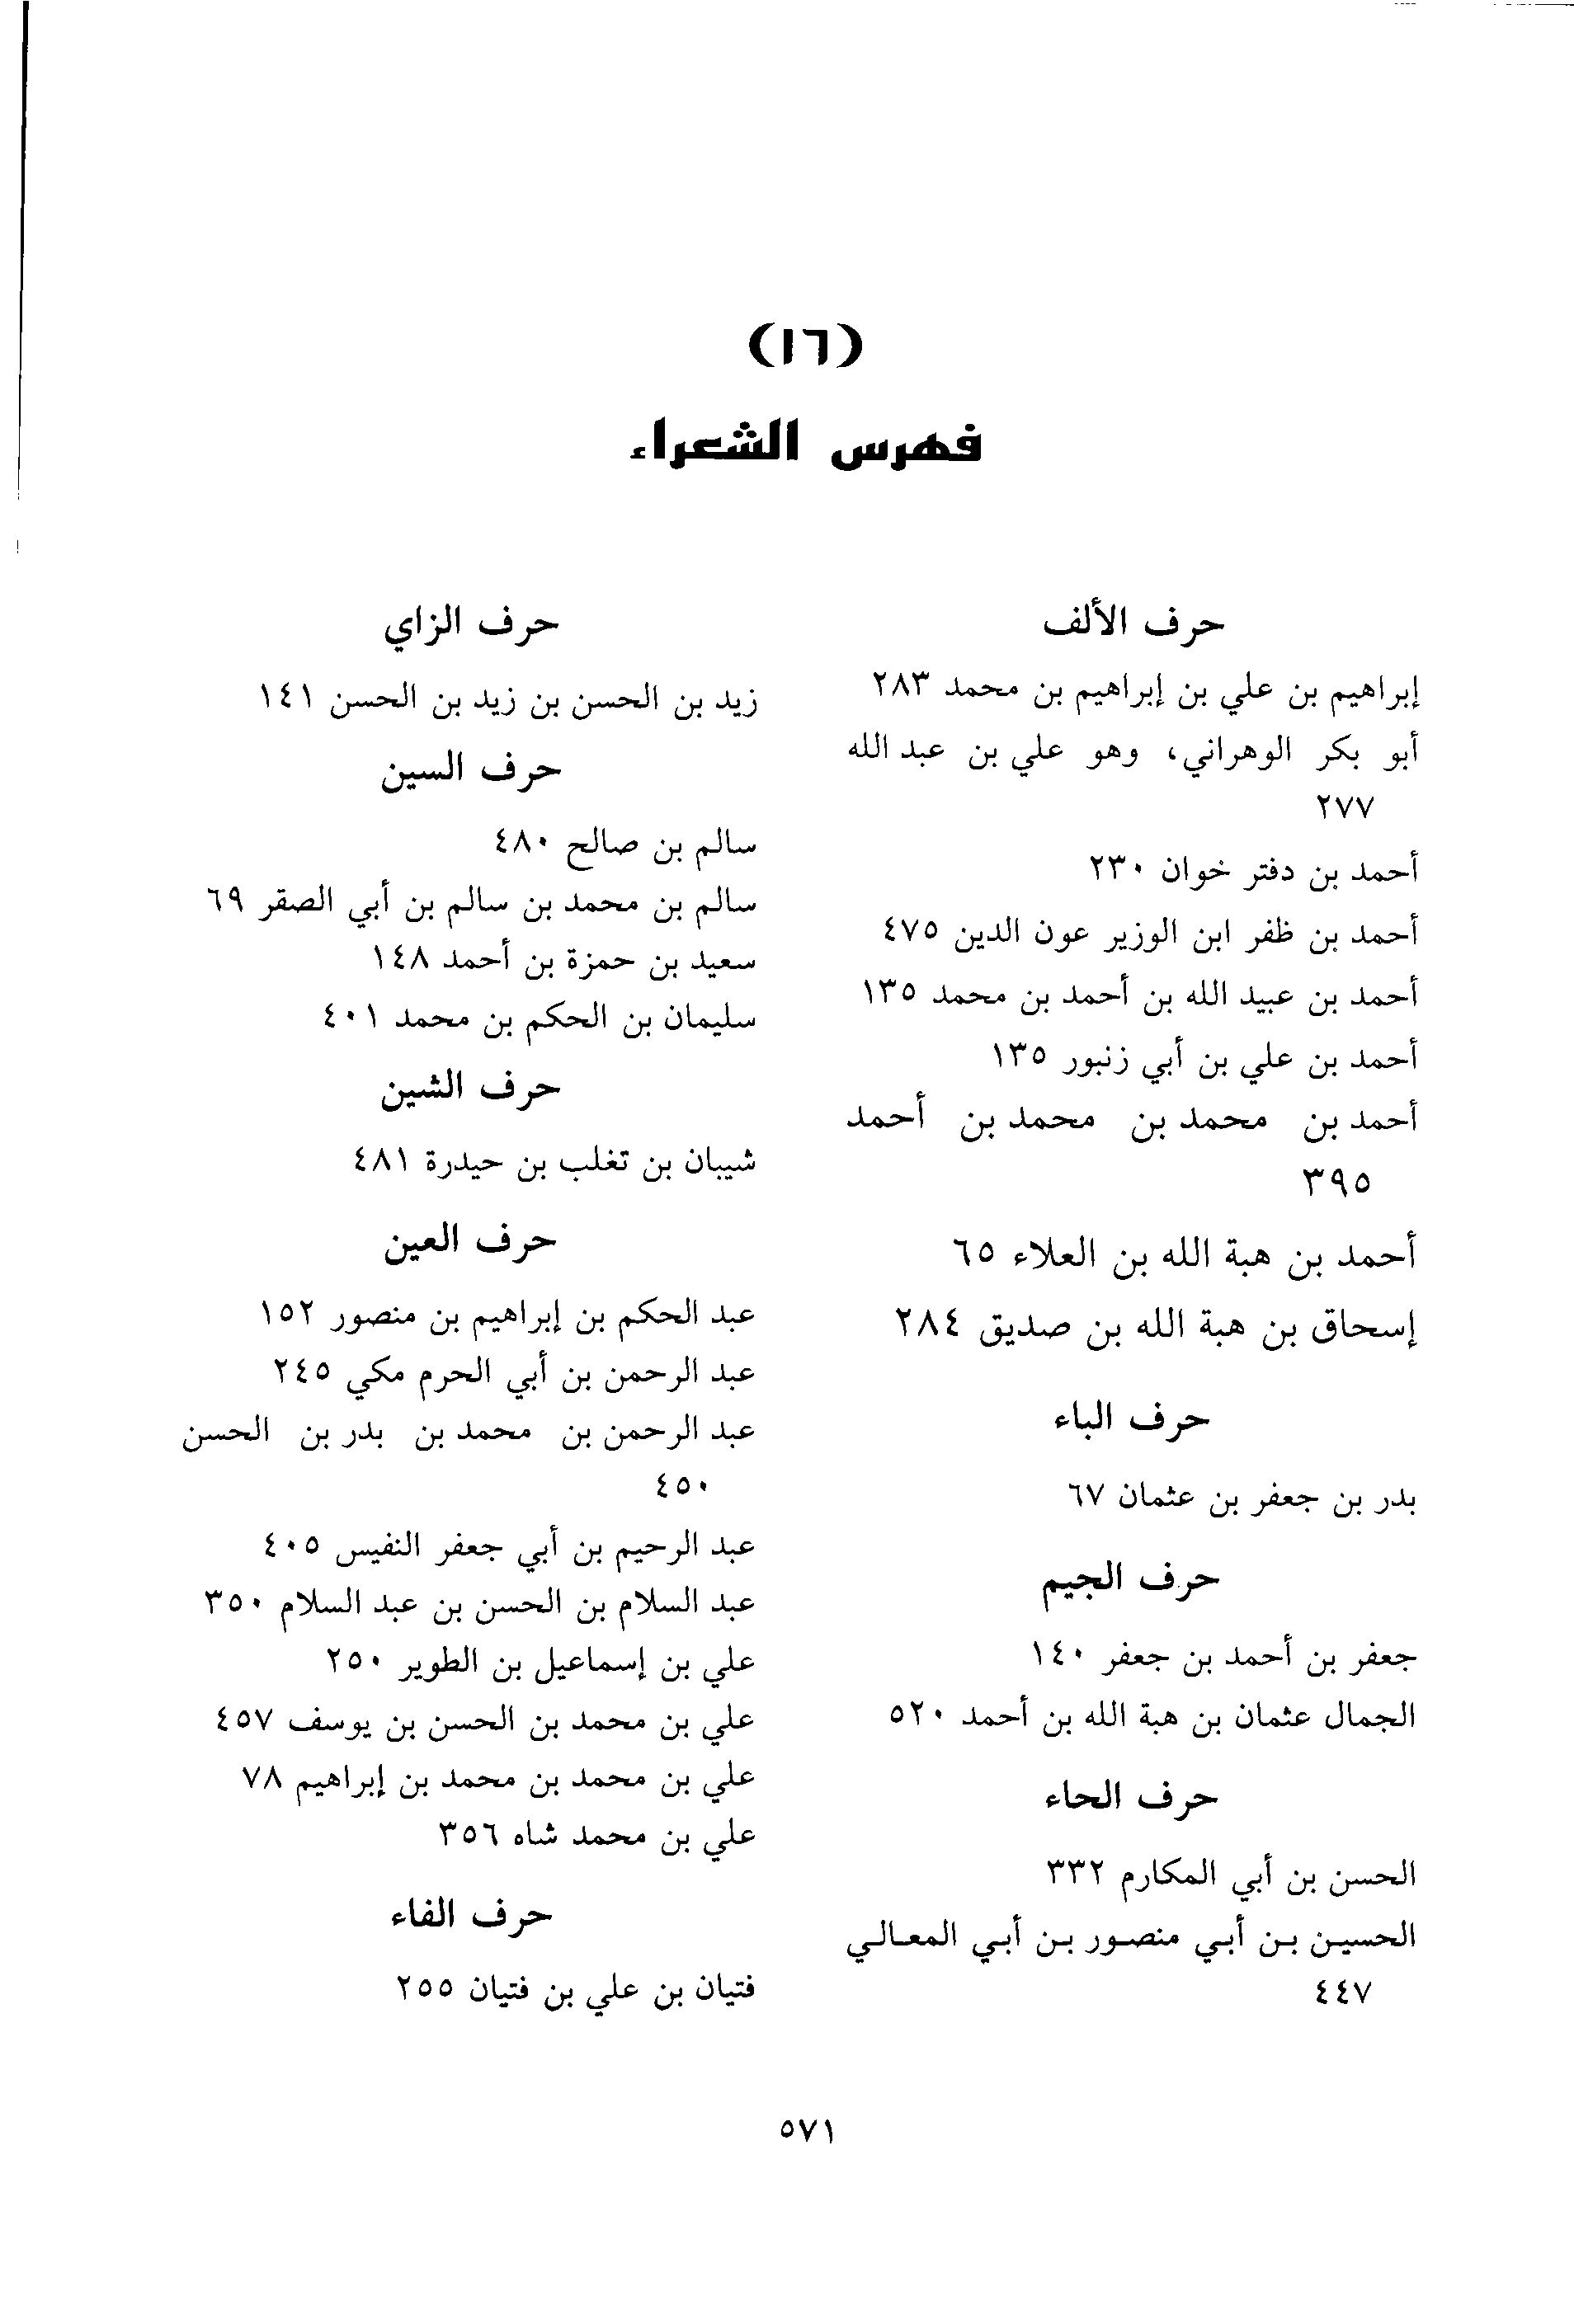 (١٦)
فهرس الشعراء
حرف الألف
إبراهيم بن علي بن إبراهيم بن محمد ٢٨٣
أبو بكر الوهراني، وهو علي بن عبد الله
٢٧٧
أحمد بن دفتر خوان ٢٣٠
أحمد بن ظفر ابن الوزير عون الدين ٤٧٥
أحمد بن عبيد الله بن أحمد بن محمد ١٣٥
أحمد بن علي بن أبي زنبور ١٣٥
أحمد بن محمد بن محمد بن أحمد
٣٩٥
أحمد بن هبة الله بن العلاء ٦٥
إسحاق بن هبة الله بن صديق ٢٨٤
حرف الباء
بدر بن جعفر بن عثمان ٦٧
حرف الجيم
جعفر بن أحمد بن جعفر ١٤٠
الجمال عثمان بن هبة الله بن أحمد ٥٢٠
حرف الحاء
الحسن بن أبي المكارم ٣٣٢
الحسيـن بـن أبـي منصـور بـن أبـي المعـالـي
٤٤٧
حرف الزاي
زيد بن الحسن بن زيد بن الحسن ١٤١
حرف السين
سالم بن صالح ٤٨٠
سالم بن محمد بن سالم بن أبي الصقر ٦٩
سعيد بن حمزة بن أحمد ١٤٨
سليمان بن الحكم بن محمد ٤٠١
حرف الشين
شيبان بن تغلب بن حيدرة ٤٨١
حرف العين
عبد الحكم بن إبراهيم بن منصور ١٥٢
عبد الرحمن بن أبي الحرم مكي ٢٤٥
عبد الرحمن بن محمد بن بدر بن الحسن
٤٥٠
عبد الرحيم بن أبي جعفر النفيس ٤٠٥
عبد السلام بن الحسن بن عبد السلام ٣٥٠
علي بن إسماعيل بن الطوير ٢٥٠
علي بن محمد بن الحسن بن يوسف ٤٥٧
علي بن محمد بن محمد بن إبراهيم ٧٨
علي بن محمد شاه ٣٥٦
حرف الفاء
فتيان بن علي بن فتيان ٢٥٥
٥٧١